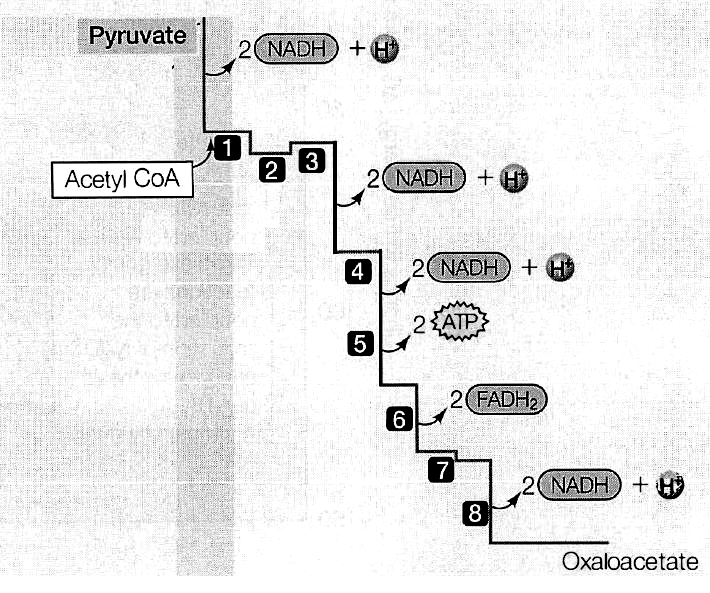 Pyruvate
2 NADH + H+
1
2
3
Acetyl CoA
2 NADH + H+
4
2 NADH + H+
5
2 ATP
6
2 FADH₂
7
2 NADH + H+
8
Oxaloacetate